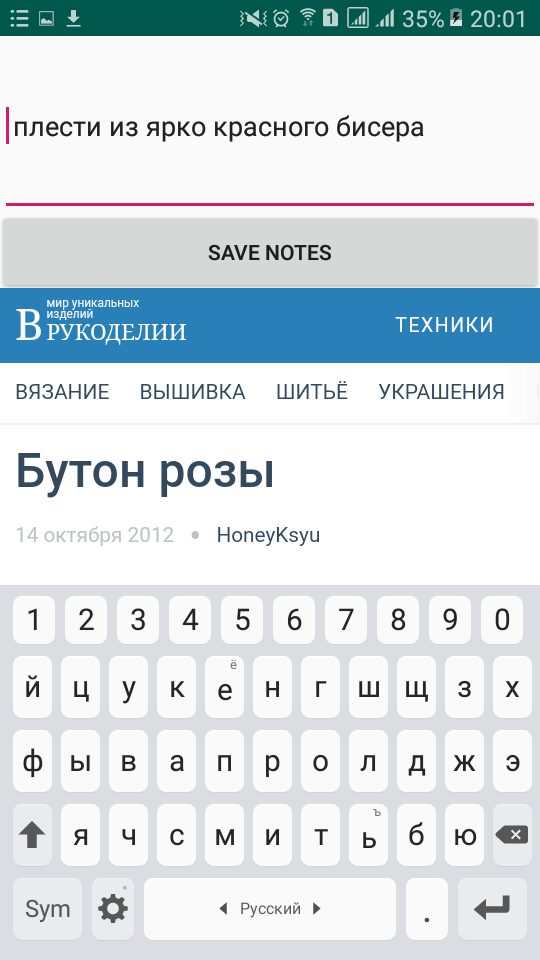 1 35% 20:01
плести из ярко красного бисера
SAVE NOTES
мир уникальных
изделий
В РУКОДЕЛИИ
ТЕХНИКИ
ВЯЗАНИЕ ВЫШИВКА ШИТЬЁ УКРАШЕНИЯ
Бутон розы
14 октября 2012 • HoneyKsyu
1 2 3 4 5 6 7 8 9 0
ё
й ц у к е н г ш щ з х
ф ы в а п р о л д ж э
ъ
я ч с м и т ь б ю
Sym Русский .